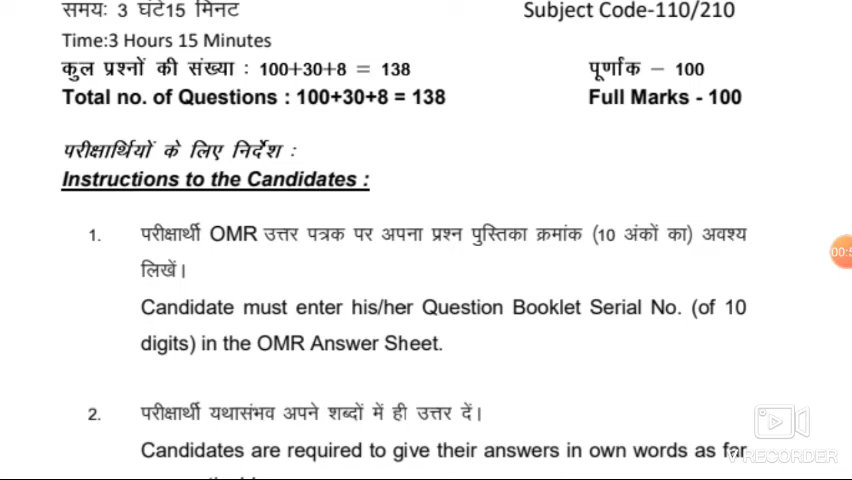 समयः 3 घंटे15 मिनट
Subject Code-110/210
Time:3 Hours 15 Minutes
कुल प्रश्नों की संख्या : 100+30+8 = 138
पूर्णांक – 100
Total no. of Questions : 100+30+8 = 138
Full Marks - 100
परीक्षार्थियों के लिए निर्देश :
Instructions to the Candidates :
1. परीक्षार्थी OMR उत्तर पत्रक पर अपना प्रश्न पुस्तिका क्रमांक (10 अंकों का) अवश्य
लिखें।
Candidate must enter his/her Question Booklet Serial No. (of 10
digits) in the OMR Answer Sheet.
2. परीक्षार्थी यथासंभव अपने शब्दों में ही उत्तर दें।
Candidates are required to give their answers in own words as far
V RECORDER